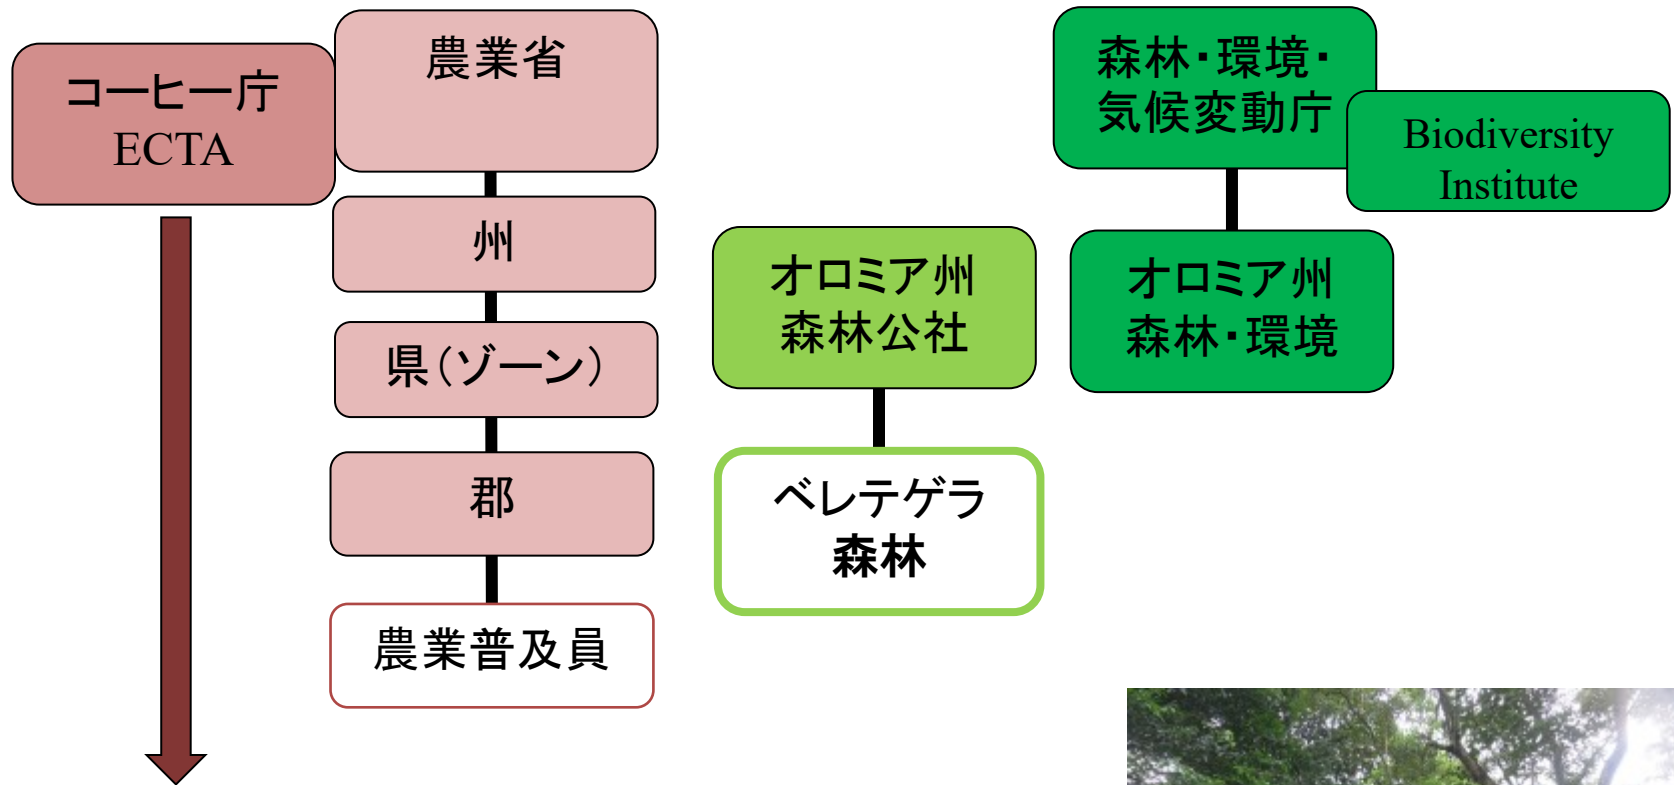 コーヒー庁
ECTA
農業省
州
県(ゾーン)
郡
農業普及員
オロミア州
森林公社
ベレテゲラ
森林
森林・環境・
気候変動庁
Biodiversity
Institute
オロミア州
森林・環境